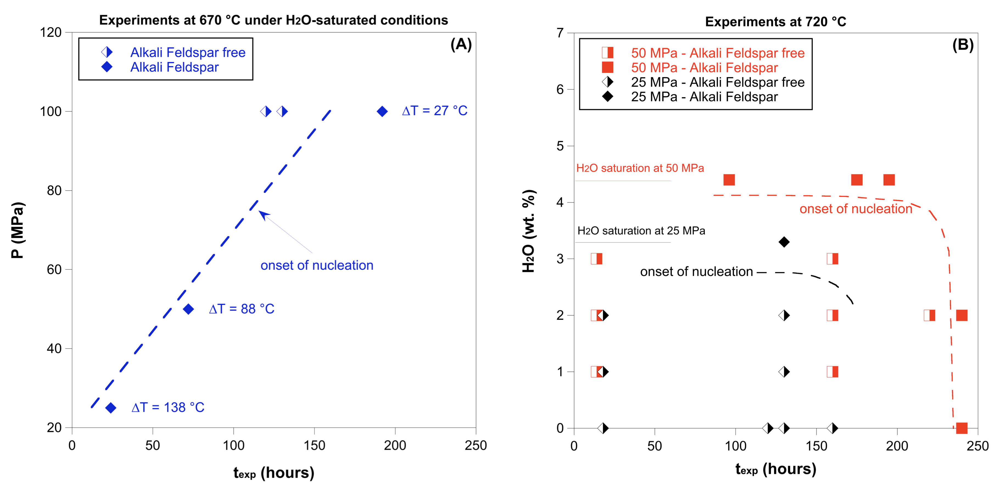 Experiments at 670 °C under H2O-saturated conditions
(A)
Alkali Feldspar free
Alkali Feldspar
120
100
80
60
40
20
P (MPa)
ΔT = 27 °C
onset of nucleation
ΔT = 88 °C
ΔT = 138 °C
0 50 100 150 200 250
texp (hours)
Experiments at 720 °C
(B)
50 MPa - Alkali Feldspar free
50 MPa - Alkali Feldspar
25 MPa - Alkali Feldspar free
25 MPa - Alkali Feldspar
7
6
5
4
3
2
1
0
H2O (wt. %)
H2O saturation at 50 MPa
onset of nucleation
H2O saturation at 25 MPa
onset of nucleation
0 50 100 150 200 250
texp (hours)